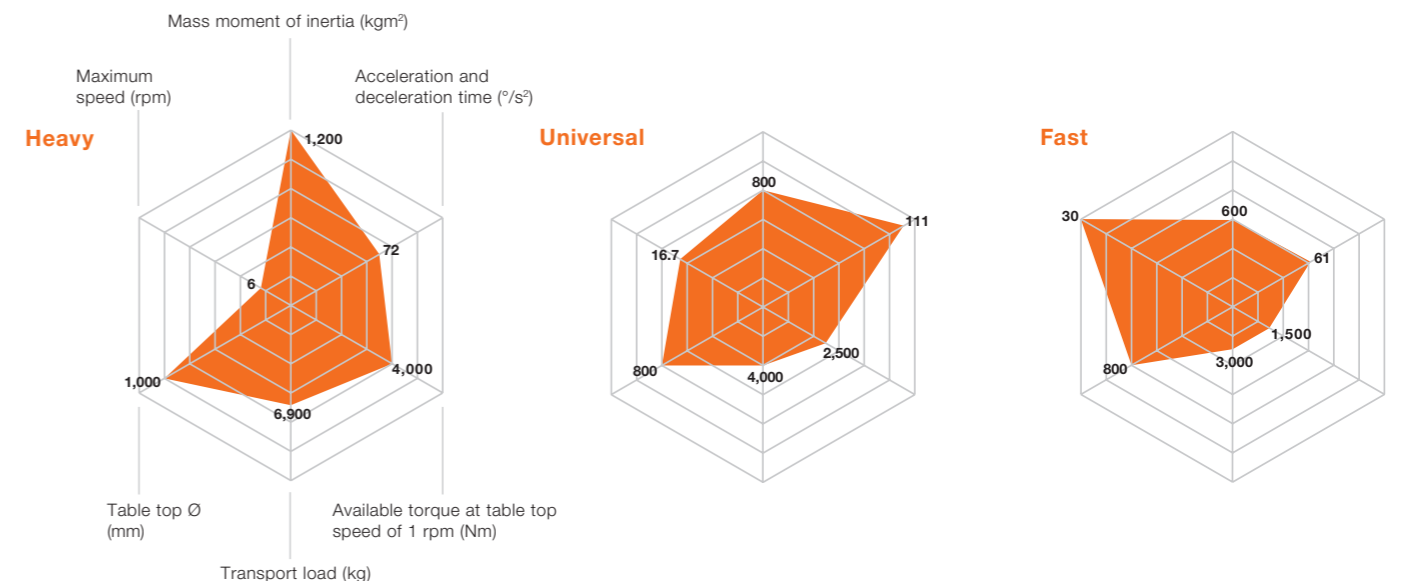 Mass moment of inertia (kgm²)
Maximum
speed (rpm)
Acceleration and
deceleration time (°/s²)
Heavy
1,200
72
6
4,000
1,000
6,900
Table top Ø
(mm)
Available torque at table top
speed of 1 rpm (Nm)
Transport load (kg)
Universal
800
111
16.7
2,500
800
4,000
Fast
30
600
61
1,500
3,000
800